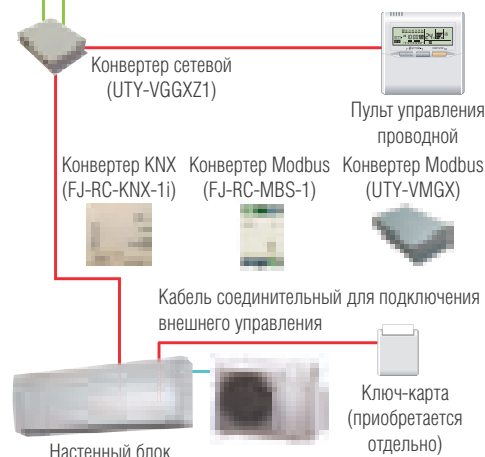 Конвертер сетевой
(UTY-VGGXZ1)
Пульт управления
проводной
Конвертер KNX
(FJ-RC-KNX-1i)
Конвертер Modbus
(FJ-RC-MBS-1)
Конвертер Modbus
(UTY-VMGX)
Кабель соединительный для подключения
внешнего управления
Ключ-карта
(приобретается
отдельно)
Настенный блок